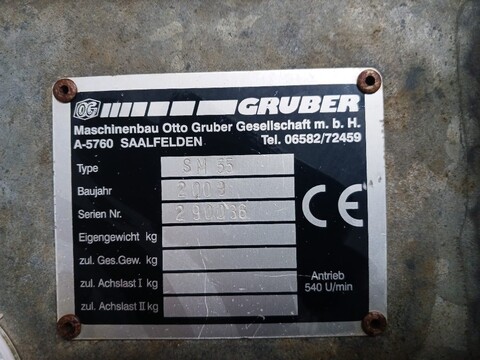 OG GRUBER
Maschinenbau Otto Gruber Gesellschaft m. b. H.
A-5760 SAALFELDEN Tel. 06582/72459
Type SM 55
Baujahr 2009
Serien Nr. 290036
Eigengewicht kg
zul. Ges.Gew. kg
zul. Achslast I kg
zul. Achslast II kg
CE
Antrieb
540 U/min